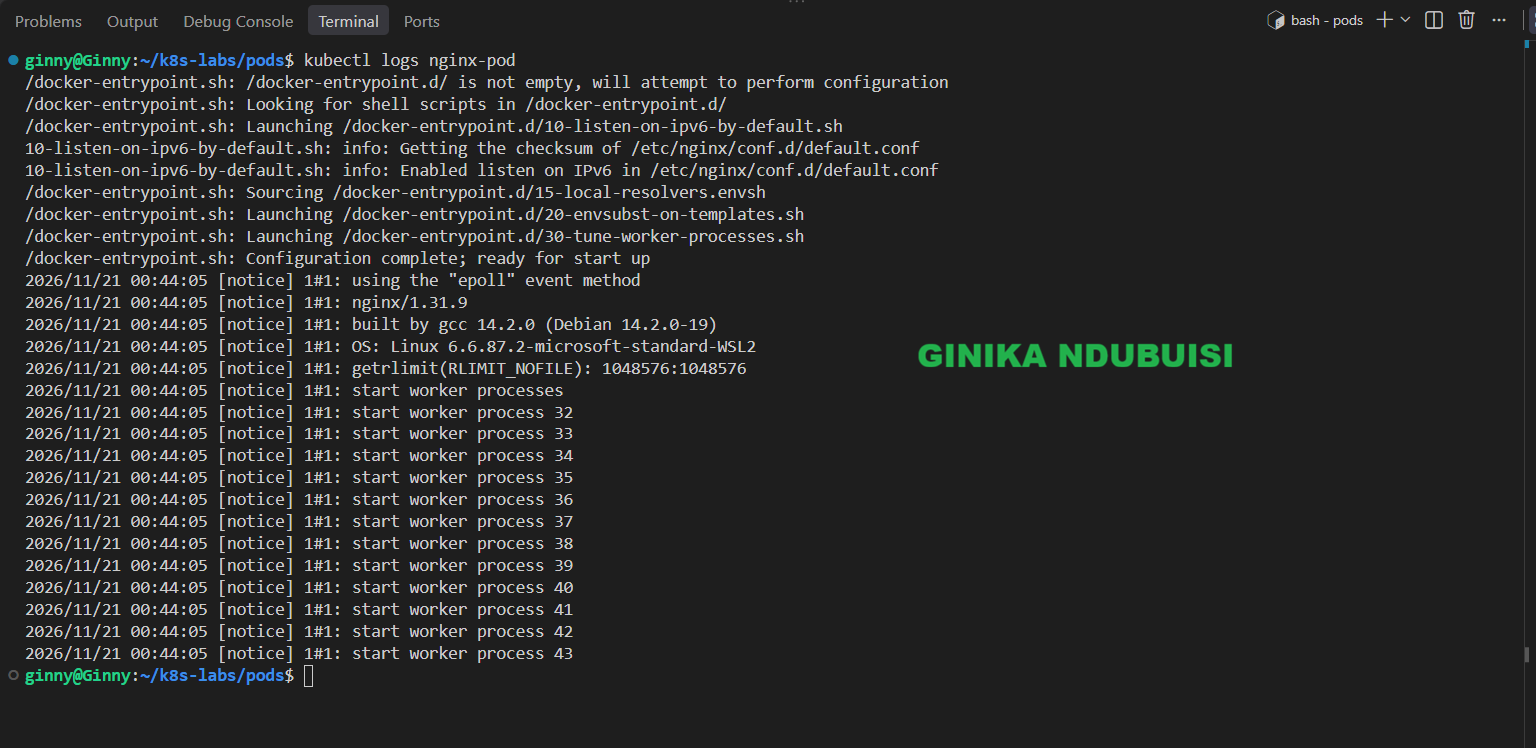 Problems Output Debug Console Terminal Ports bash - pods
ginny@Ginny:~/k8s-labs/pods$ kubectl logs nginx-pod
/docker-entrypoint.sh: /docker-entrypoint.d/ is not empty, will attempt to perform configuration
/docker-entrypoint.sh: Looking for shell scripts in /docker-entrypoint.d/
/docker-entrypoint.sh: Launching /docker-entrypoint.d/10-listen-on-ipv6-by-default.sh
10-listen-on-ipv6-by-default.sh: info: Getting the checksum of /etc/nginx/conf.d/default.conf
10-listen-on-ipv6-by-default.sh: info: Enabled listen on IPv6 in /etc/nginx/conf.d/default.conf
/docker-entrypoint.sh: Sourcing /docker-entrypoint.d/15-local-resolvers.envsh
/docker-entrypoint.sh: Launching /docker-entrypoint.d/20-envsubst-on-templates.sh
/docker-entrypoint.sh: Launching /docker-entrypoint.d/30-tune-worker-processes.sh
/docker-entrypoint.sh: Configuration complete; ready for start up
2026/11/21 00:44:05 [notice] 1#1: using the "epoll" event method
2026/11/21 00:44:05 [notice] 1#1: nginx/1.31.9
2026/11/21 00:44:05 [notice] 1#1: built by gcc 14.2.0 (Debian 14.2.0-19)
2026/11/21 00:44:05 [notice] 1#1: OS: Linux 6.6.87.2-microsoft-standard-WSL2
GINIKA NDUBUISI
2026/11/21 00:44:05 [notice] 1#1: getrlimit(RLIMIT_NOFILE): 1048576:1048576
2026/11/21 00:44:05 [notice] 1#1: start worker processes
2026/11/21 00:44:05 [notice] 1#1: start worker process 32
2026/11/21 00:44:05 [notice] 1#1: start worker process 33
2026/11/21 00:44:05 [notice] 1#1: start worker process 34
2026/11/21 00:44:05 [notice] 1#1: start worker process 35
2026/11/21 00:44:05 [notice] 1#1: start worker process 36
2026/11/21 00:44:05 [notice] 1#1: start worker process 37
2026/11/21 00:44:05 [notice] 1#1: start worker process 38
2026/11/21 00:44:05 [notice] 1#1: start worker process 39
2026/11/21 00:44:05 [notice] 1#1: start worker process 40
2026/11/21 00:44:05 [notice] 1#1: start worker process 41
2026/11/21 00:44:05 [notice] 1#1: start worker process 42
2026/11/21 00:44:05 [notice] 1#1: start worker process 43
ginny@Ginny:~/k8s-labs/pods$